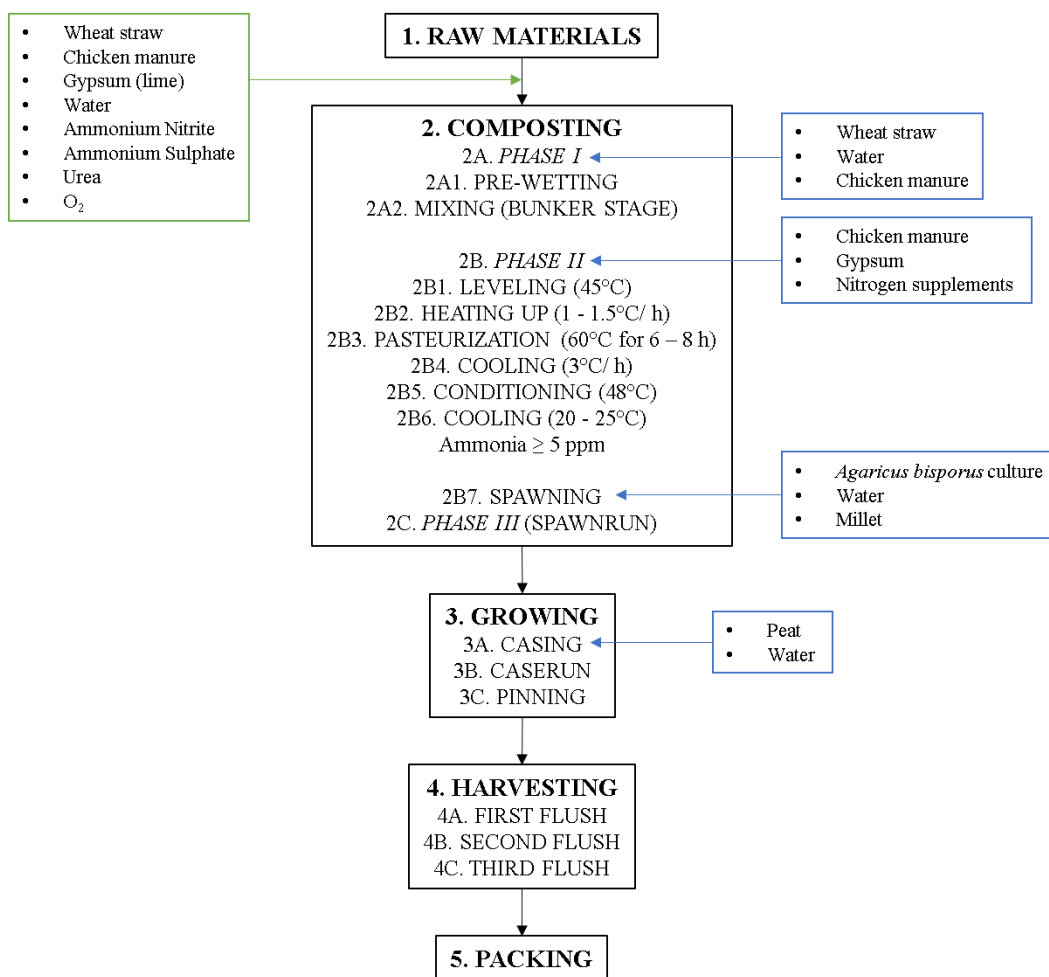 • Wheat straw
• Chicken manure
• Gypsum (lime)
• Water
• Ammonium Nitrite
• Ammonium Sulphate
• Urea
• O₂
1. RAW MATERIALS
2. COMPOSTING
2A. PHASE I
2A1. PRE-WETTING
2A2. MIXING (BUNKER STAGE)
• Wheat straw
• Water
• Chicken manure
2B. PHASE II
2B1. LEVELING (45°C)
2B2. HEATING UP (1 - 1.5°C/ h)
2B3. PASTEURIZATION (60°C for 6 – 8 h)
2B4. COOLING (3°C/ h)
2B5. CONDITIONING (48°C)
2B6. COOLING (20 - 25°C)
Ammonia ≥ 5 ppm
• Chicken manure
• Gypsum
• Nitrogen supplements
2B7. SPAWNING
2C. PHASE III (SPAWNRUN)
• Agaricus bisporus culture
• Water
• Millet
3. GROWING
3A. CASING
3B. CASERUN
3C. PINNING
• Peat
• Water
4. HARVESTING
4A. FIRST FLUSH
4B. SECOND FLUSH
4C. THIRD FLUSH
5. PACKING